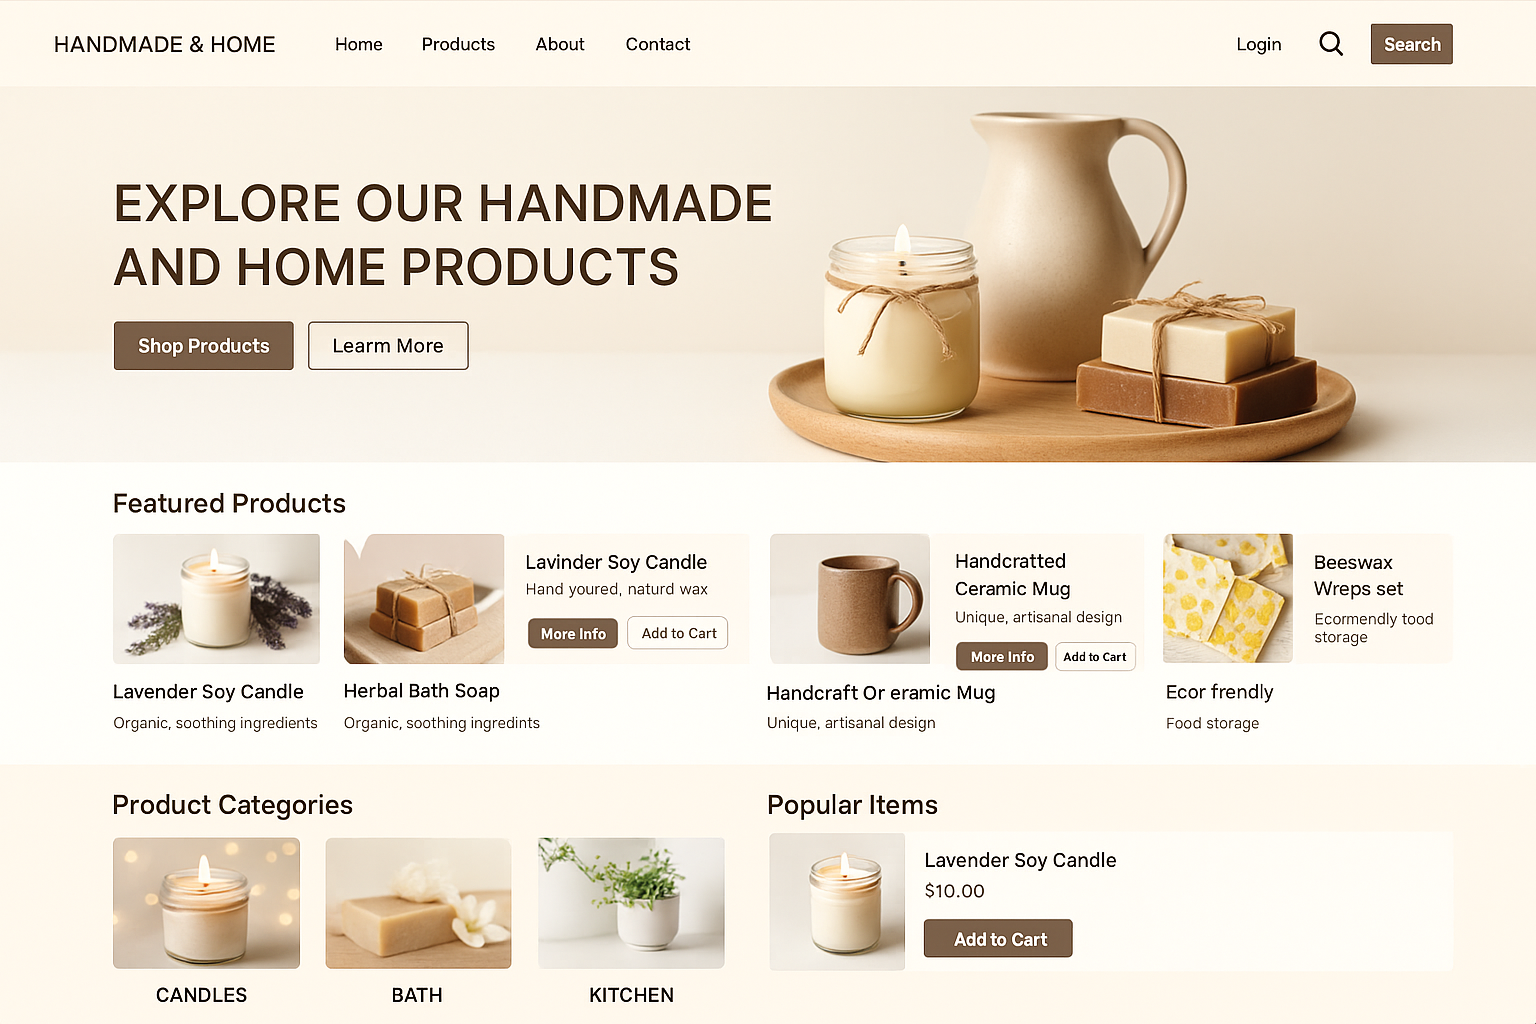 HANDMADE & HOME
Home
Products
About
Contact
Login
Search
EXPLORE OUR HANDMADE
AND HOME PRODUCTS
Shop Products
Learm More
Featured Products
Lavender Soy Candle
Organic, soothing ingredients
Herbal Bath Soap
Organic, soothing ingredints
Lavinder Soy Candle
Hand youred, naturd wax
More Info
Add to Cart
Handcratted
Ceramic Mug
Unique, artisanal design
More Info
Add to Cart
Handcraft Or eramic Mug
Unique, artisanal design
Beeswax
Wreps set
Ecormendly tood
storage
Ecor frendly
Food storage
Product Categories
CANDLES
BATH
KITCHEN
Popular Items
Lavender Soy Candle
$10.00
Add to Cart